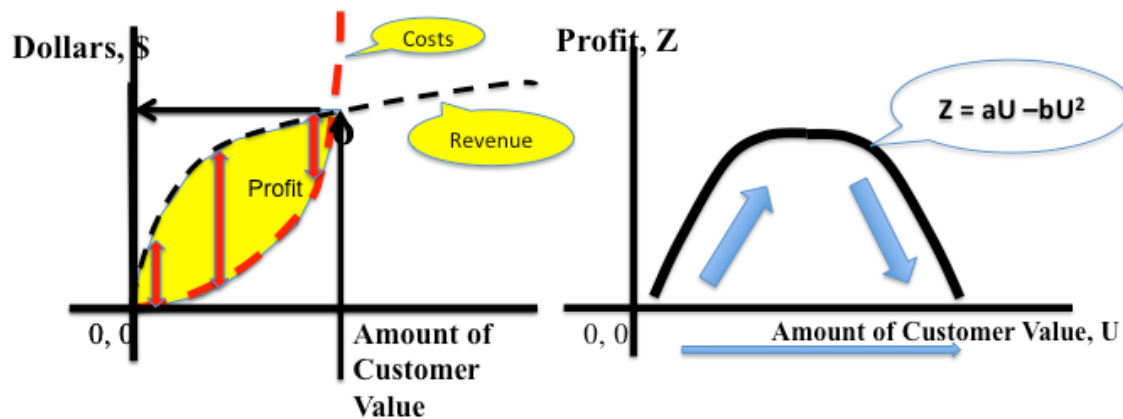 Dollars, $
Costs
Revenue
Profit
0, 0
Amount of
Customer
Value
Profit, Z
Z = aU –bU²
0, 0
Amount of Customer Value, U